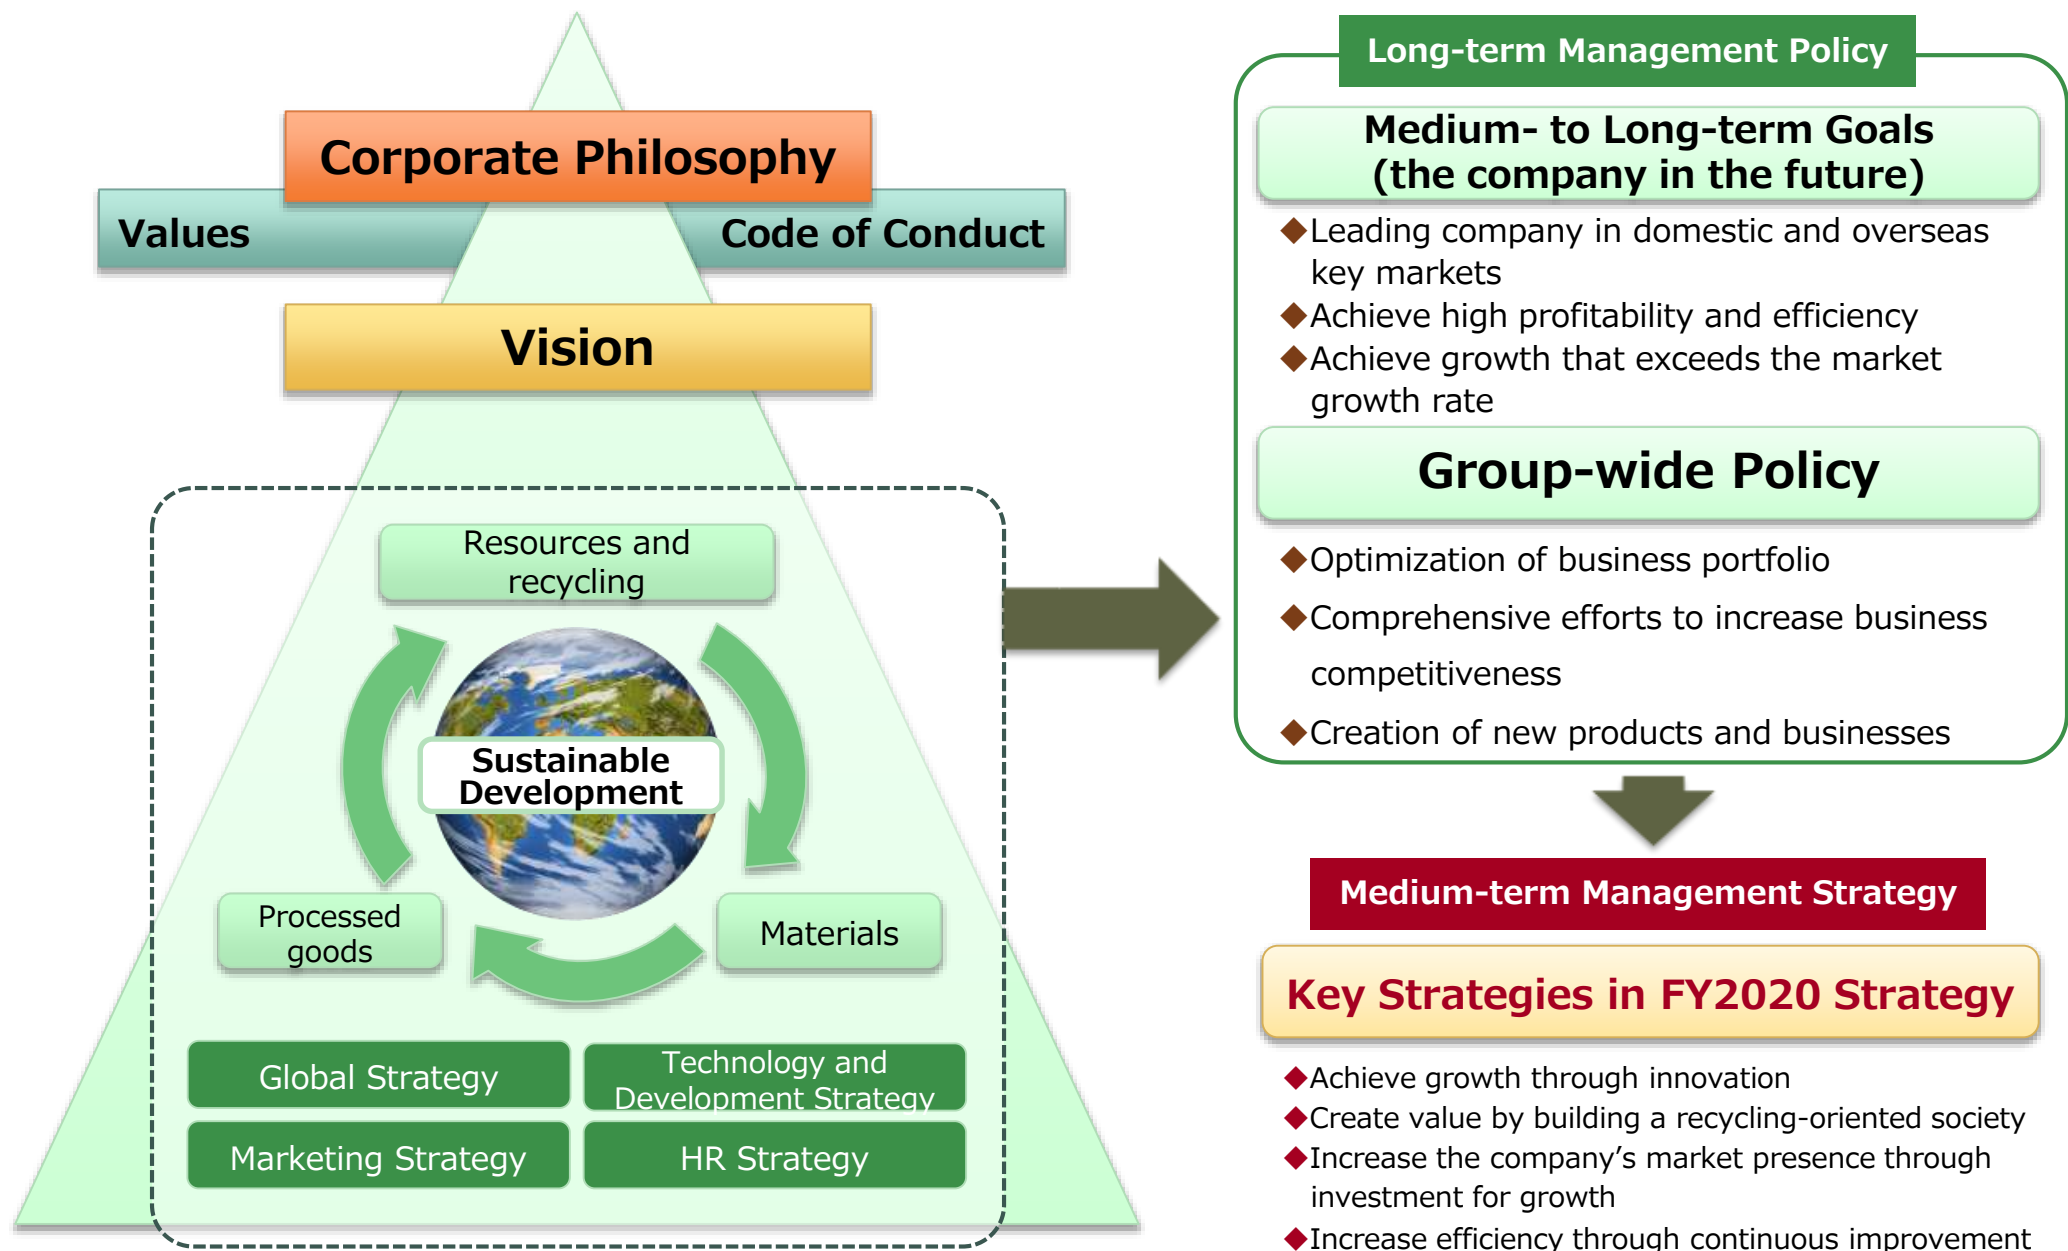 Corporate Philosophy
Values
Code of Conduct
Vision
Resources and
recycling
Sustainable
Development
Processed
goods
Materials
Global Strategy
Technology and
Development Strategy
Marketing Strategy
HR Strategy
Long-term Management Policy
Medium- to Long-term Goals
(the company in the future)
◆Leading company in domestic and overseas
key markets
◆Achieve high profitability and efficiency
◆Achieve growth that exceeds the market
growth rate
Group-wide Policy
◆Optimization of business portfolio
◆Comprehensive efforts to increase business
competitiveness
◆Creation of new products and businesses
Medium-term Management Strategy
Key Strategies in FY2020 Strategy
◆Achieve growth through innovation
◆Create value by building a recycling-oriented society
◆Increase the company’s market presence through
investment for growth
◆Increase efficiency through continuous improvement